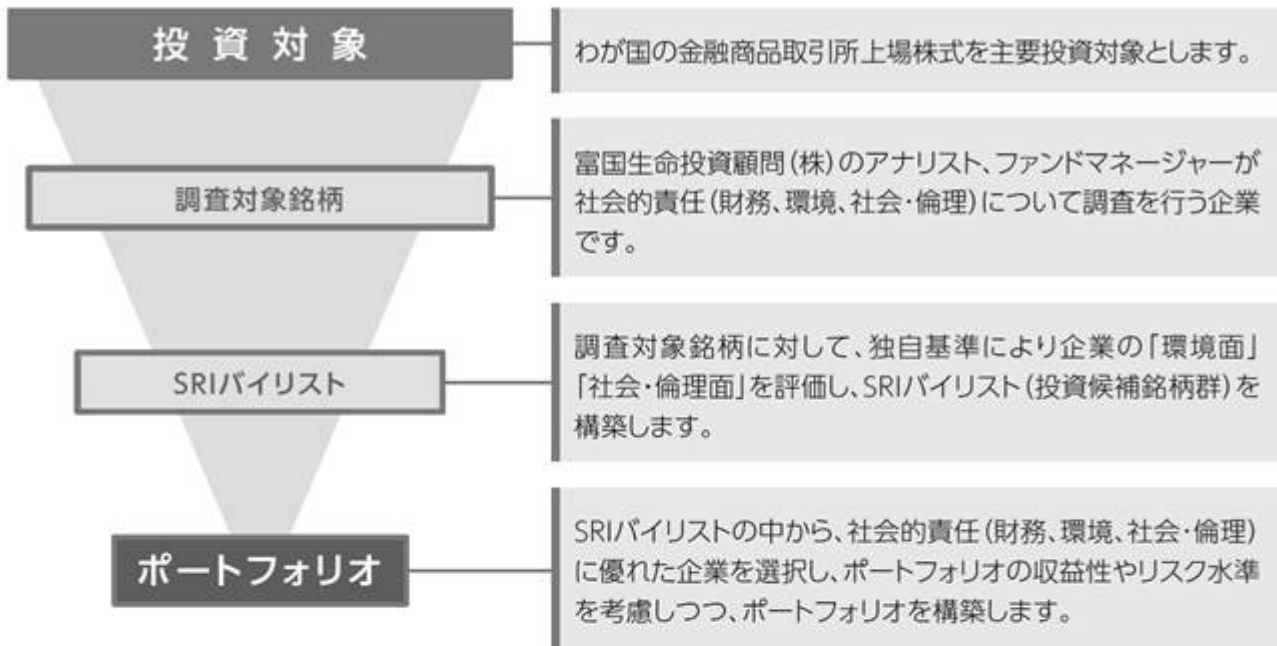 投資対象
わが国の金融商品取引所上場株式を主要投資対象とします。
調査対象銘柄
富国生命投資顧問(株)のアナリスト、ファンドマネージャーが
社会的責任(財務、環境、社会・倫理)について調査を行う企業
です。
SRIバイリスト
調査対象銘柄に対して、独自基準により企業の「環境面」
「社会・倫理面」を評価し、SRIバイリスト(投資候補銘柄群)を
構築します。
ポートフォリオ
SRIバイリストの中から、社会的責任(財務、環境、社会・倫理)
に優れた企業を選択し、ポートフォリオの収益性やリスク水準
を考慮しつつ、ポートフォリオを構築します。